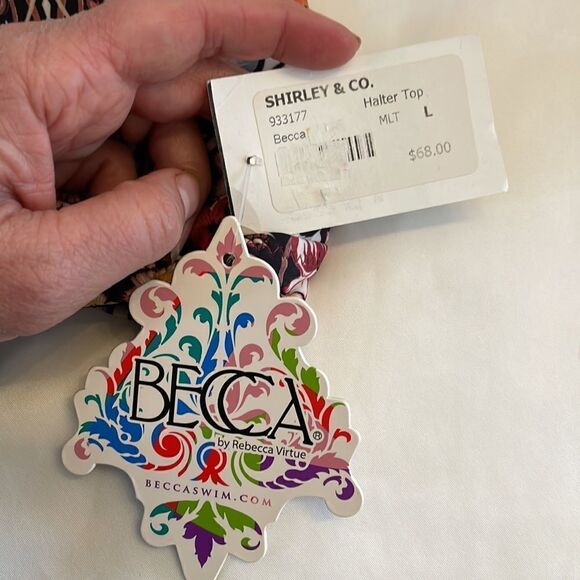 SHIRLEY & CO.
933177 Halter Top
Becca MLT L
$68.00
BECCA®
by Rebecca Virtue
BECCASWIM.COM